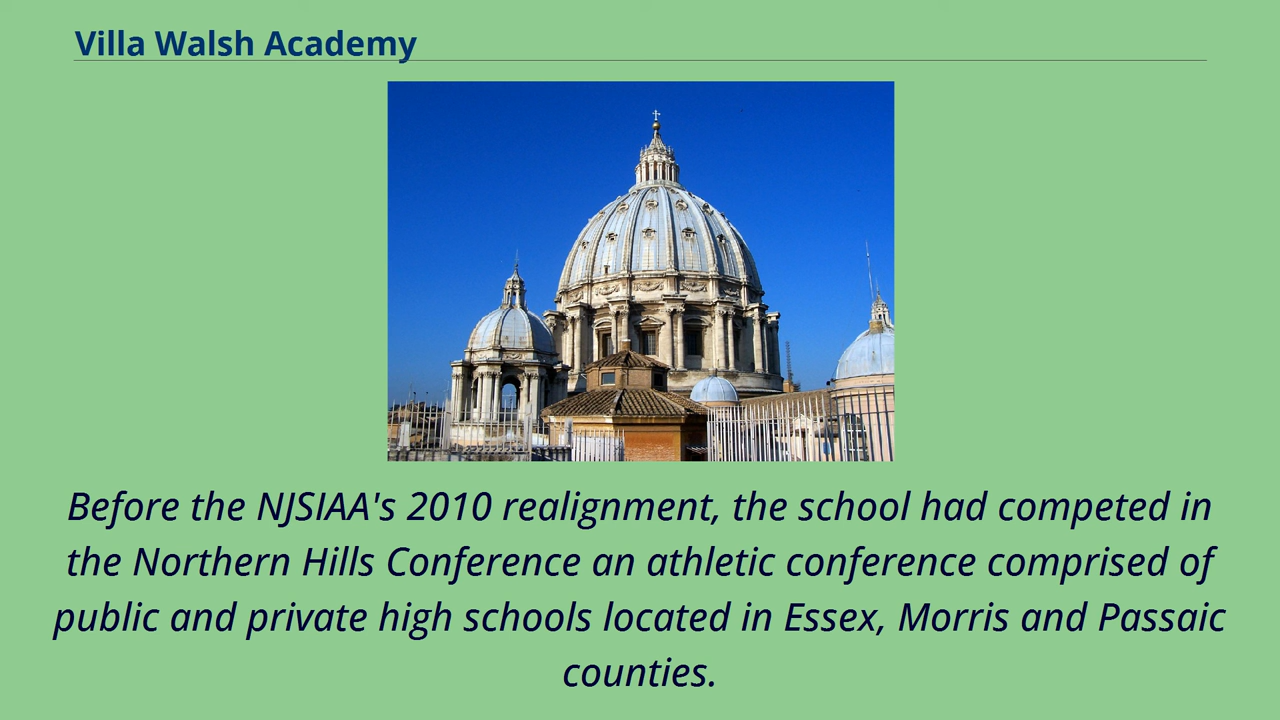 Villa Walsh Academy
Before the NJSIAA's 2010 realignment, the school had competed in
the Northern Hills Conference an athletic conference comprised of
public and private high schools located in Essex, Morris and Passaic
counties.